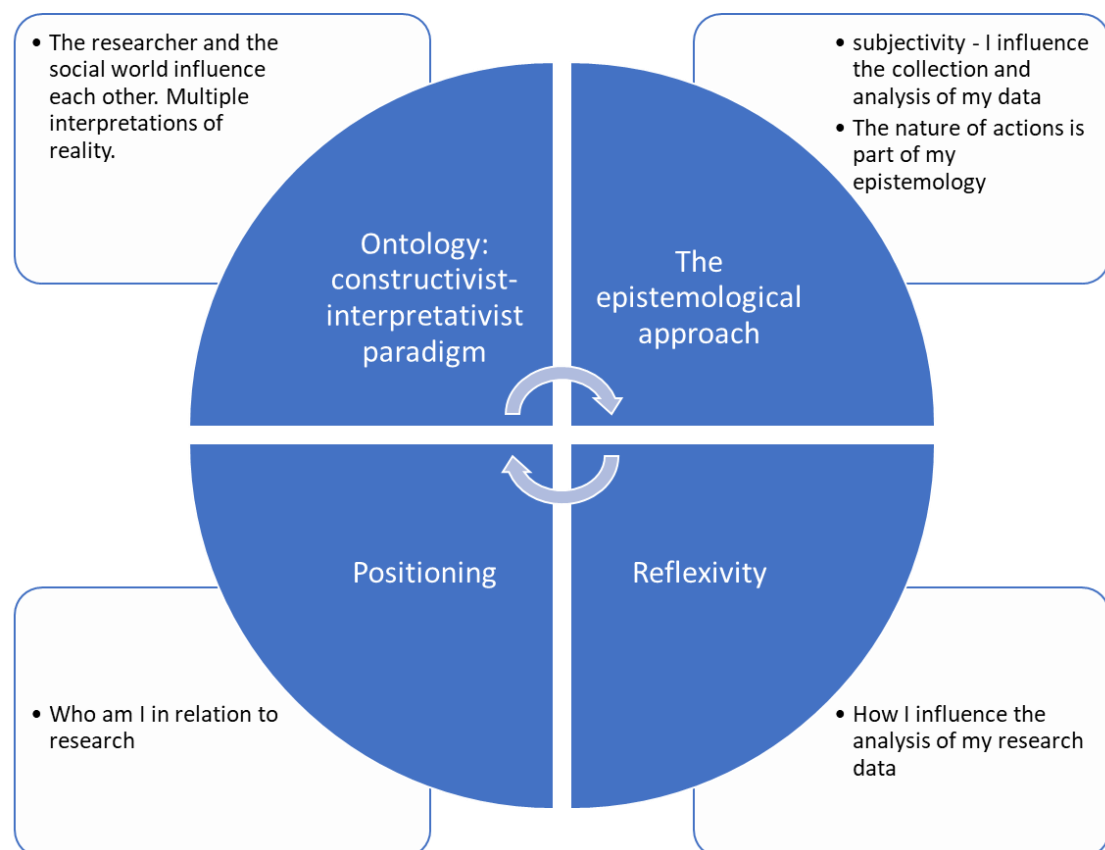 • The researcher and the
social world influence
each other. Multiple
interpretations of
reality.
• subjectivity - I influence
the collection and
analysis of my data
• The nature of actions is
part of my
epistemology
Ontology:
constructivist-
interpretativist
paradigm
The
epistemological
approach
Positioning
Reflexivity
• Who am I in relation to
research
• How I influence the
analysis of my research
data